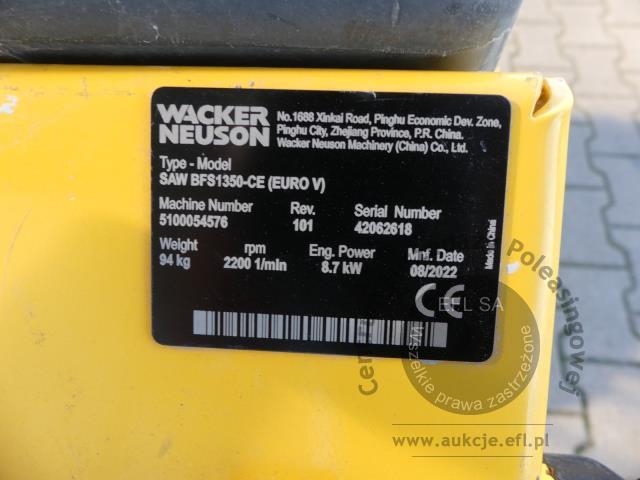 WACKER
NEUSON
No.1688 Xinkai Road, Pinghu Economic Dev. Zone,
Pinghu City, Zhejiang Province, P.R. China.
Wacker Neuson Machinery (China) Co., Ltd.
Type - Model
SAW BFS1350-CE (EURO V)
Machine Number Rev. Serial Number
5100054576 101 42062618
Weight rpm Eng. Power Mnf. Date
94 kg 2200 1/min 8.7 kW 08/2022
Made in China
CE
EFL SA
Poleasingowej
wszelkie prawa zastrzeżone
www.aukcje.efl.pl